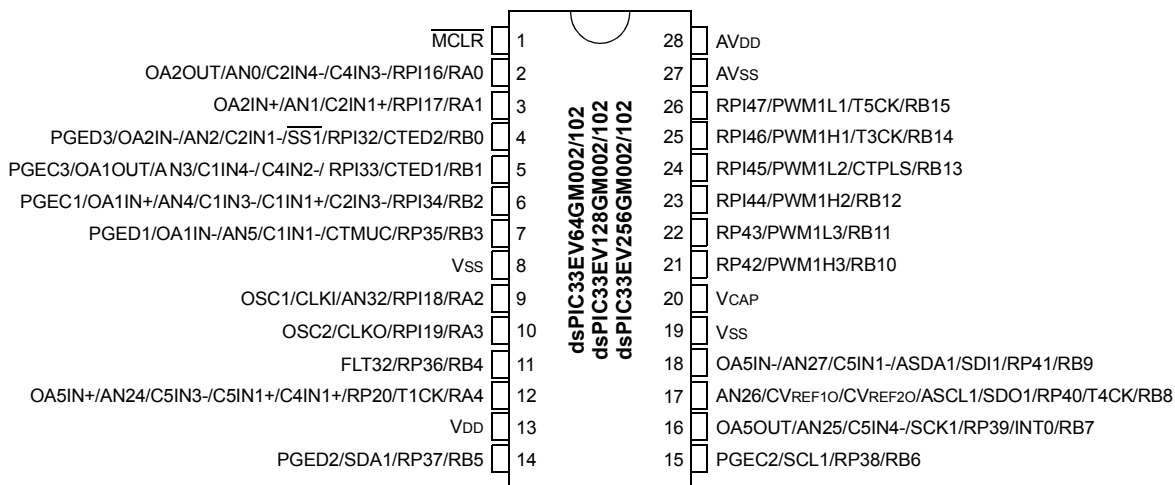 MCLR 1
OA2OUT/AN0/C2IN4-/C4IN3-/RPI16/RA0 2
OA2IN+/AN1/C2IN1+/RPI17/RA1 3
PGED3/OA2IN-/AN2/C2IN1-/SS1/RPI32/CTED2/RB0 4
PGEC3/OA1OUT/AN3/C1IN4-/C4IN2-/ RPI33/CTED1/RB1 5
PGEC1/OA1IN+/AN4/C1IN3-/C1IN1+/C2IN3-/RPI34/RB2 6
PGED1/OA1IN-/AN5/C1IN1-/CTMUC/RP35/RB3 7
VSS 8
OSC1/CLKI/AN32/RPI18/RA2 9
OSC2/CLKO/RPI19/RA3 10
FLT32/RP36/RB4 11
OA5IN+/AN24/C5IN3-/C5IN1+/C4IN1+/RP20/T1CK/RA4 12
VDD 13
PGED2/SDA1/RP37/RB5 14
dsPIC33EV64GM002/102
dsPIC33EV128GM002/102
dsPIC33EV256GM002/102
28 AVDD
27 AVSS
26 RPI47/PWM1L1/T5CK/RB15
25 RPI46/PWM1H1/T3CK/RB14
24 RPI45/PWM1L2/CTPLS/RB13
23 RPI44/PWM1H2/RB12
22 RP43/PWM1L3/RB11
21 RP42/PWM1H3/RB10
20 VCAP
19 VSS
18 OA5IN-/AN27/C5IN1-/ASDA1/SDI1/RP41/RB9
17 AN26/CVREF1O/CVREF2O/ASCL1/SDO1/RP40/T4CK/RB8
16 OA5OUT/AN25/C5IN4-/SCK1/RP39/INT0/RB7
15 PGEC2/SCL1/RP38/RB6